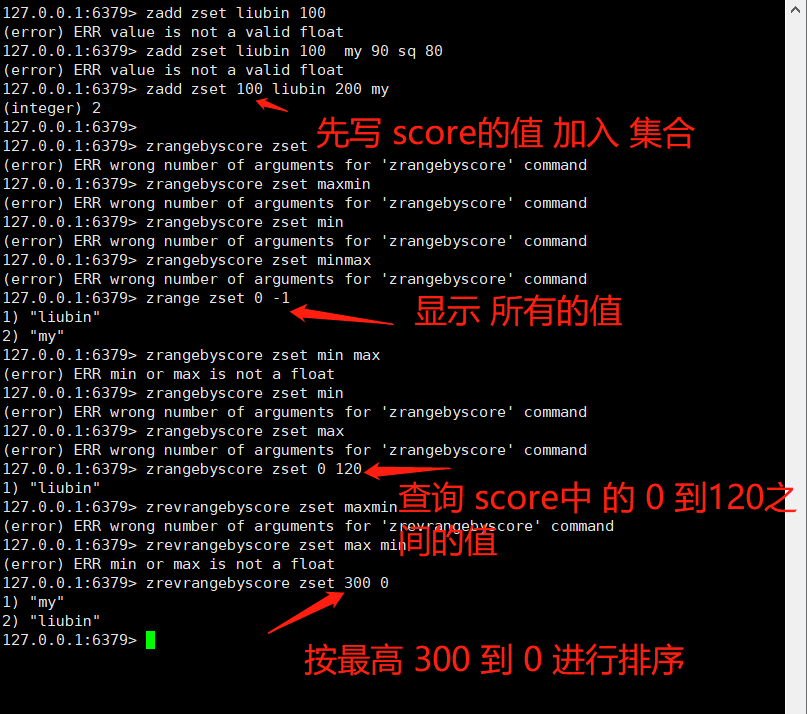 127.0.0.1:6379> zadd zset liubin 100
(error) ERR value is not a valid float
127.0.0.1:6379> zadd zset liubin 100  my 90 sq 80
(error) ERR value is not a valid float
127.0.0.1:6379> zadd zset 100 liubin 200 my
(integer) 2
127.0.0.1:6379>
先写 score的值 加入 集合
127.0.0.1:6379> zrangebyscore zset
(error) ERR wrong number of arguments for 'zrangebyscore' command
127.0.0.1:6379> zrangebyscore zset maxmin
(error) ERR wrong number of arguments for 'zrangebyscore' command
127.0.0.1:6379> zrangebyscore zset min
(error) ERR wrong number of arguments for 'zrangebyscore' command
127.0.0.1:6379> zrangebyscore zset minmax
(error) ERR wrong number of arguments for 'zrangebyscore' command
127.0.0.1:6379> zrange zset 0 -1
显示 所有的值
1) "liubin"
2) "my"
127.0.0.1:6379> zrangebyscore zset min max
(error) ERR min or max is not a float
127.0.0.1:6379> zrangebyscore zset min
(error) ERR wrong number of arguments for 'zrangebyscore' command
127.0.0.1:6379> zrangebyscore zset max
(error) ERR wrong number of arguments for 'zrangebyscore' command
127.0.0.1:6379> zrangebyscore zset 0 120
1) "liubin"
查询 score中 的 0 到120之
间的值
127.0.0.1:6379> zrevrangebyscore zset maxmin
(error) ERR wrong number of arguments for 'zrevrangebyscore' command
127.0.0.1:6379> zrevrangebyscore zset max min
(error) ERR min or max is not a float
127.0.0.1:6379> zrevrangebyscore zset 300 0
1) "my"
2) "liubin"
127.0.0.1:6379>
按最高 300 到 0 进行排序